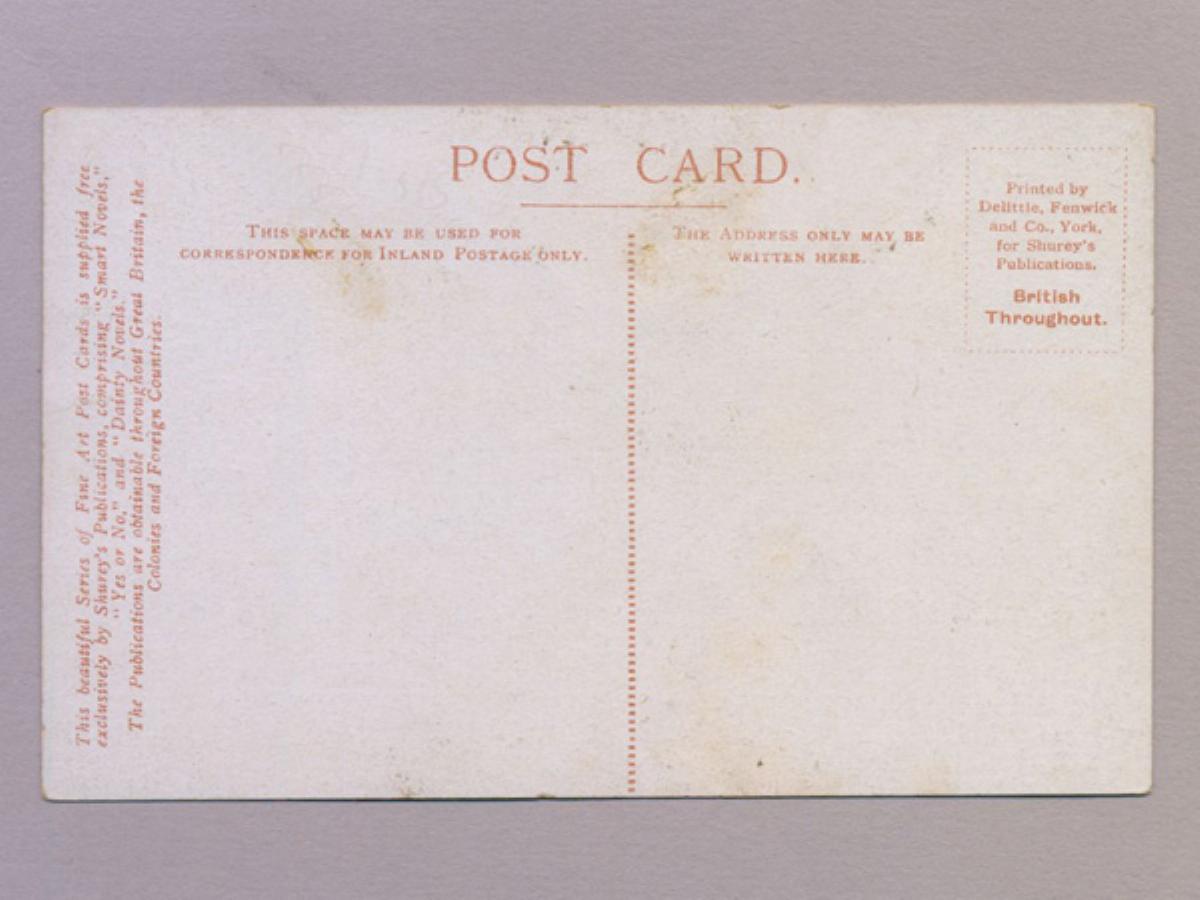 POST CARD.
This space may be used for
correspondence for Inland Postage only.
The Address only may be
written here.
Printed by
Delittle, Fenwick
and Co., York,
for Shurey's
Publications.
British
Throughout.
This beautiful Series of Fine Art Post Cards is supplied free
exclusively by Shurey's Publications, comprising "Smart Novels,"
"Yes or No," and "Dainty Novels."
The Publications are obtainable throughout Great Britain, the
Colonies and Foreign Countries.